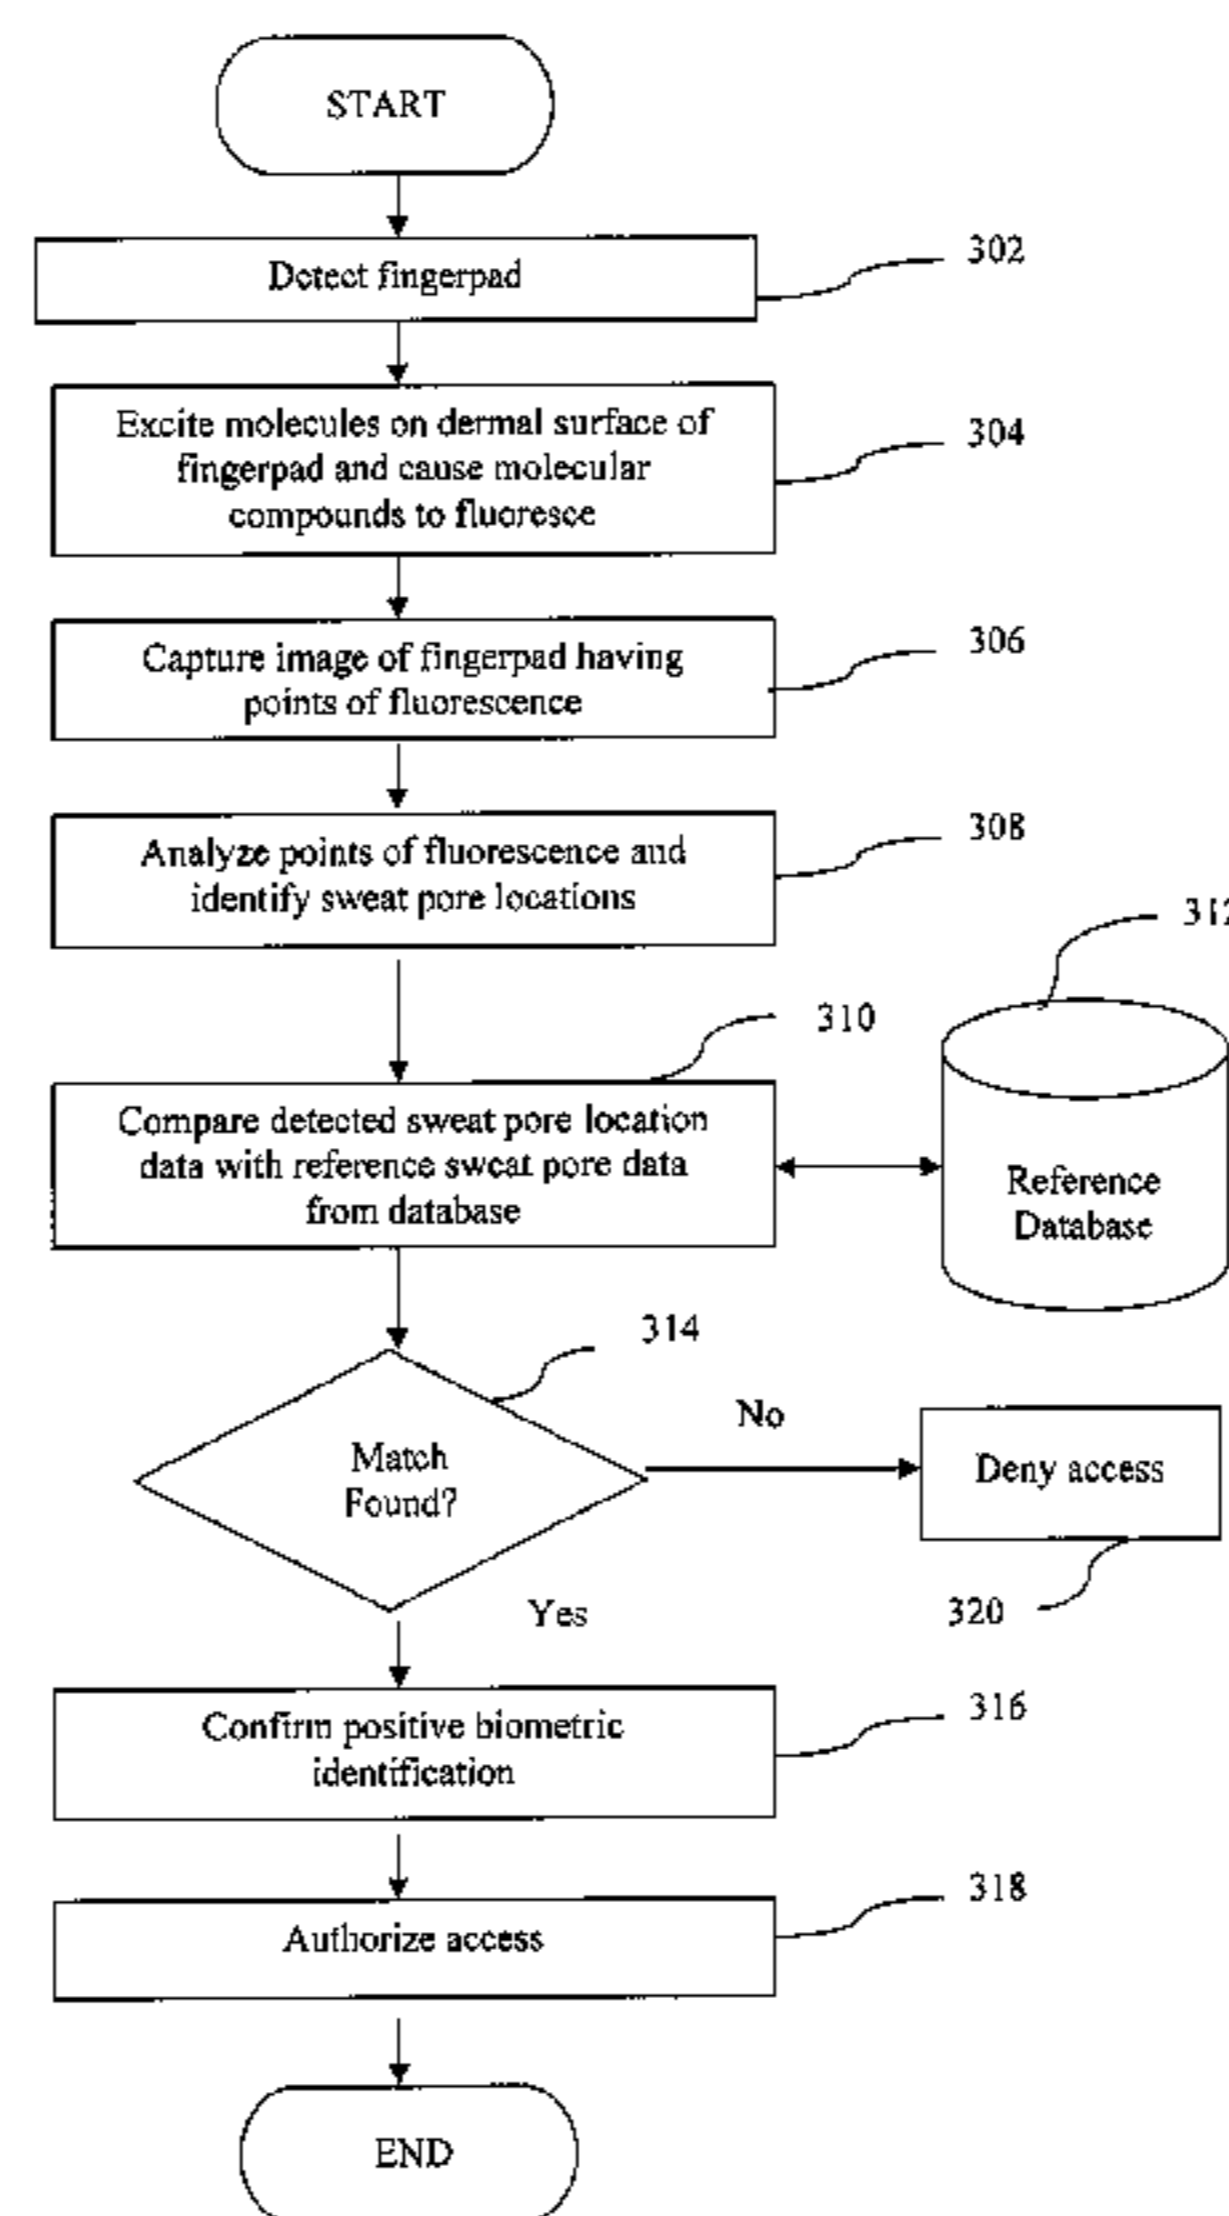 START
Detect fingerpad
302
Excite molecules on dermal surface of
fingerpad and cause molecular
compounds to fluoresce
304
Capture image of fingerpad having
points of fluorescence
306
Analyze points of fluorescence and
identify sweat pore locations
308
312
310
Compare detected sweat pore location
data with reference sweat pore data
from database
Reference
Database
314
Match
Found?
No
Deny access
320
Yes
Confirm positive biometric
identification
316
Authorize access
318
END